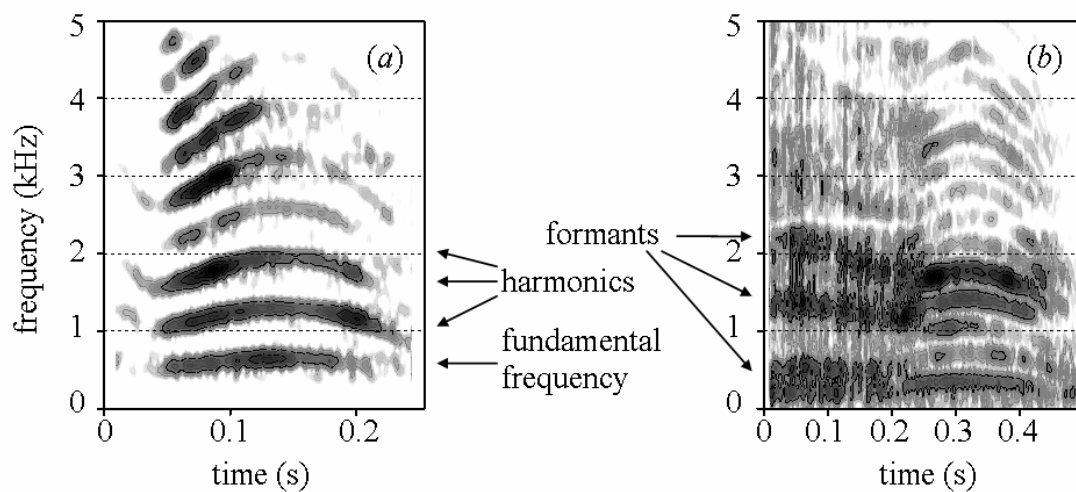 5
4
3
2
1
0
frequency (kHz)
(a)
0
0.1
0.2
time (s)
formants
harmonics
fundamental
frequency
5
4
3
2
1
0
(b)
0
0.1
0.2
0.3
0.4
time (s)